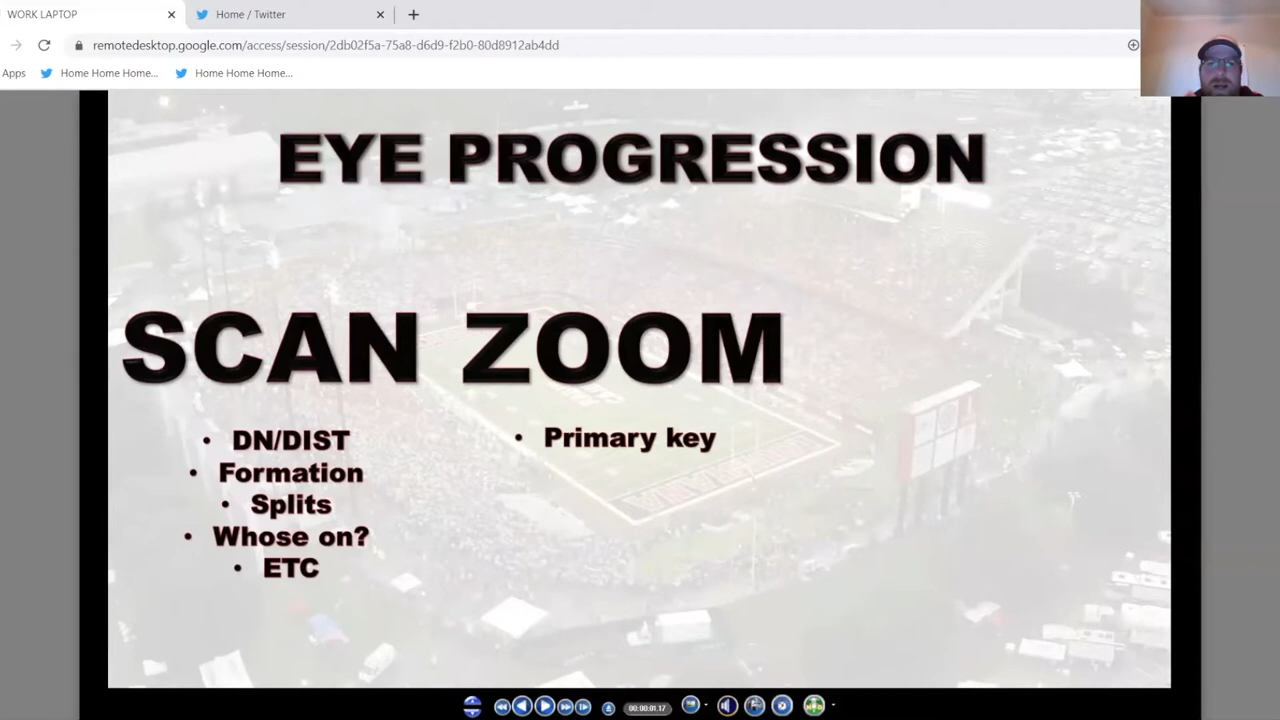 WORK LAPTOP
Home / Twitter
remotedesktop.google.com/access/session/2db02f5a-75a8-d6d9-f2b0-80d8912ab4dd
Apps
Home Home Home...
Home Home Home...
EYE PROGRESSION
SCAN ZOOM
• DN/DIST
• Formation
• Splits
• Whose on?
• ETC
• Primary key
00:00:01.17